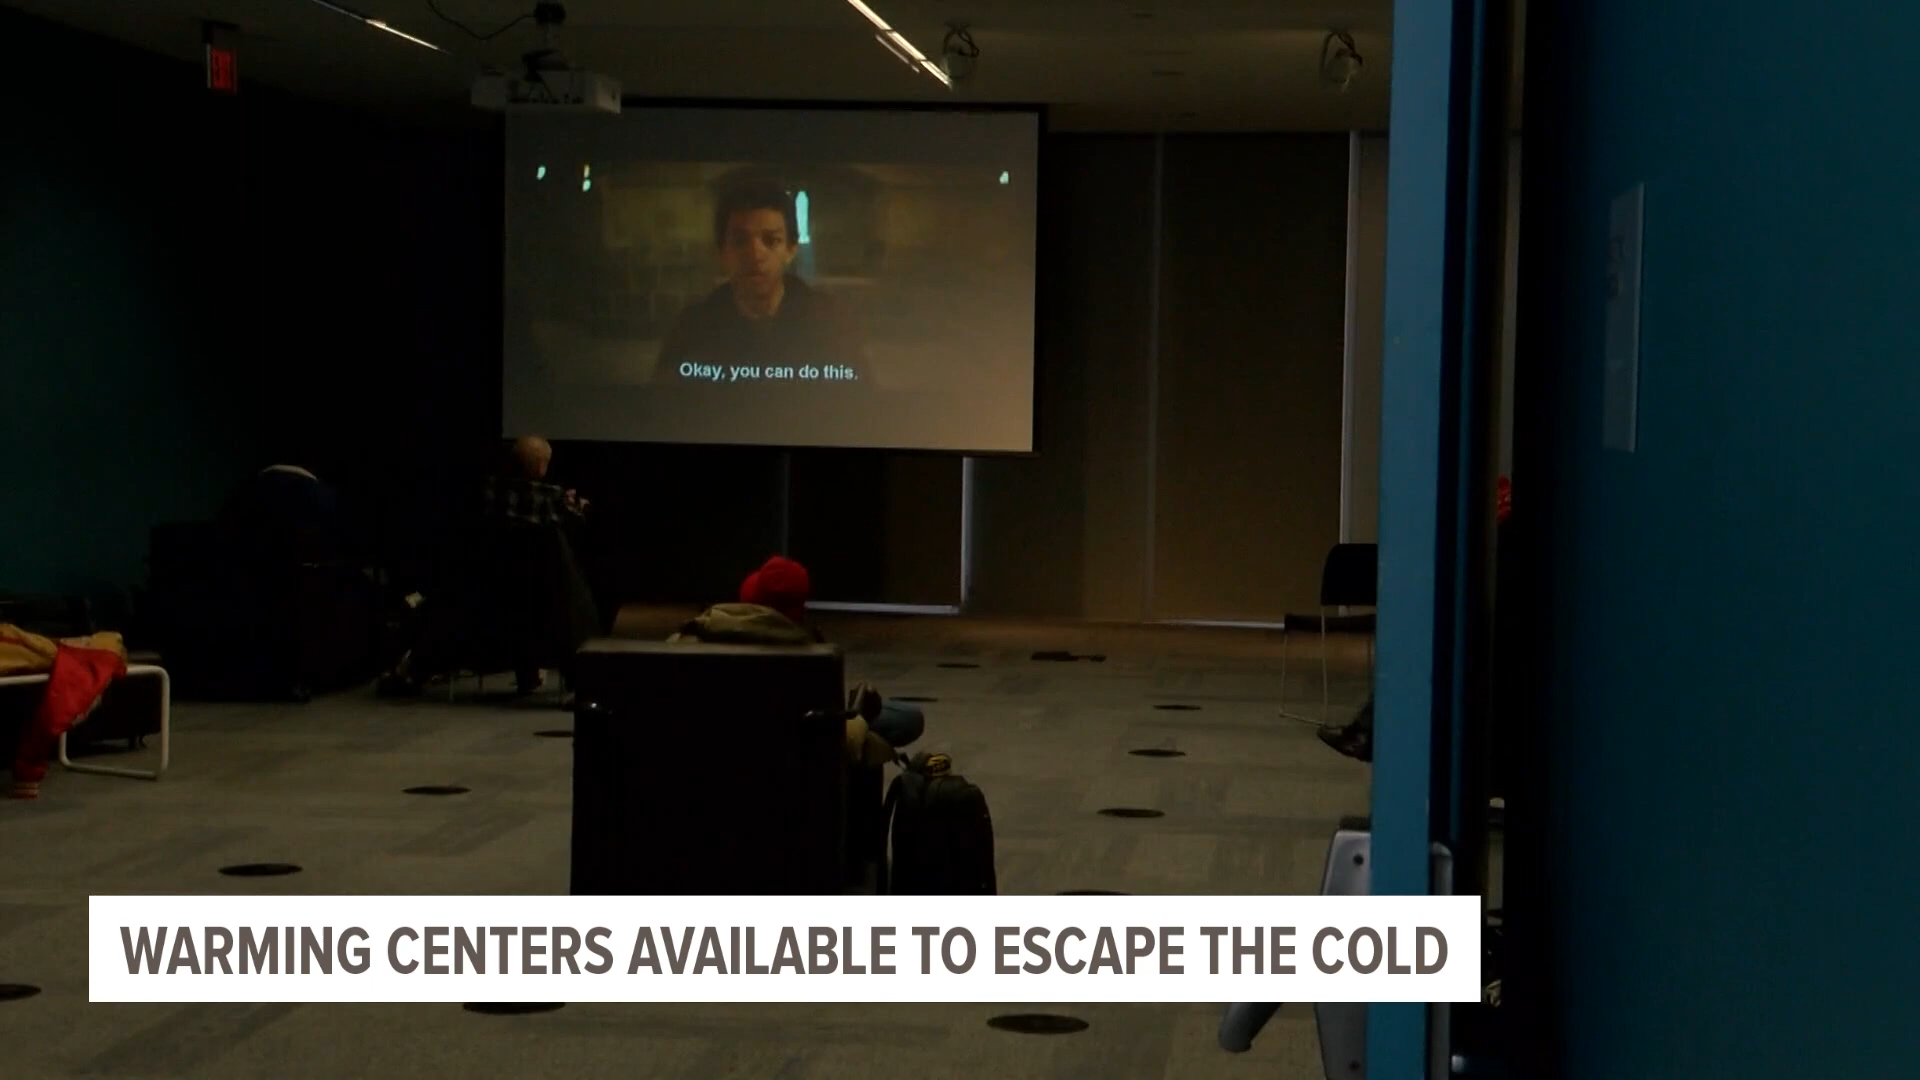 Okay, you can do this.
WARMING CENTERS AVAILABLE TO ESCAPE THE COLD